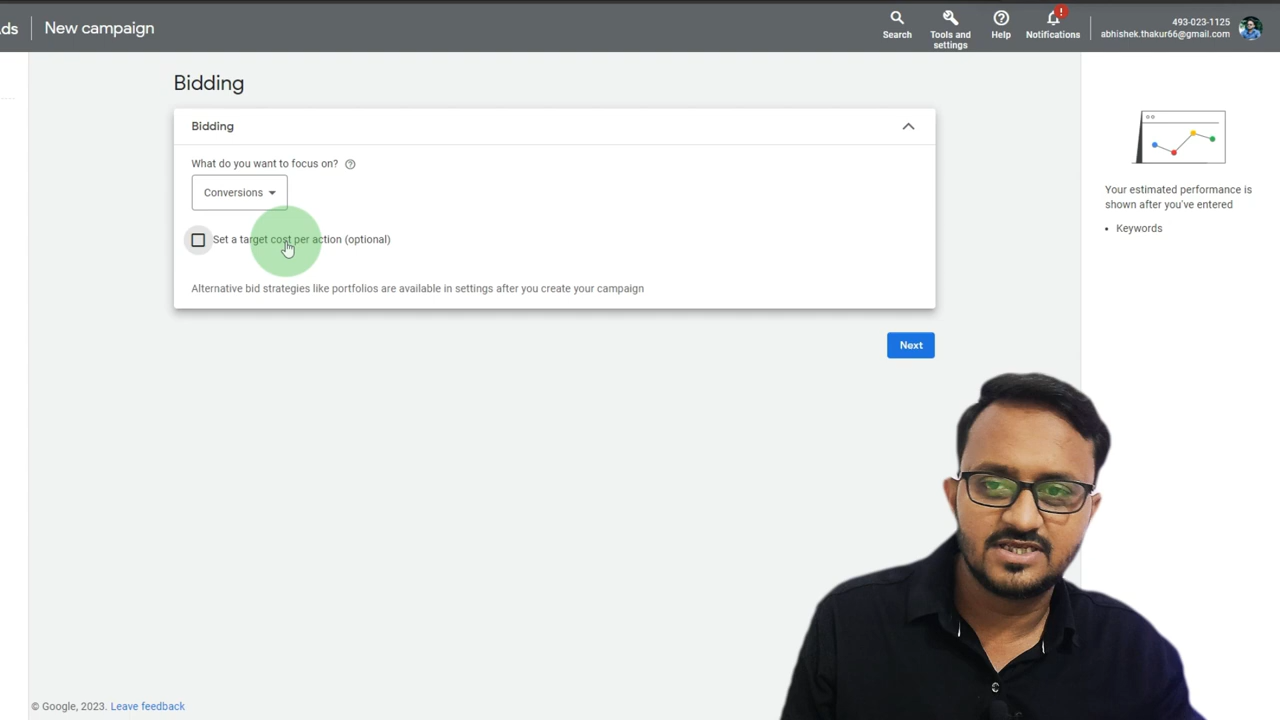 ds
New campaign
Search
Tools and
settings
Help
!
Notifications
493-023-1125
abhishek.thakur66@gmail.com
Bidding
Bidding
What do you want to focus on?
Conversions
Set a target cost per action (optional)
Alternative bid strategies like portfolios are available in settings after you create your campaign
Next
Your estimated performance is
shown after you've entered
• Keywords
© Google, 2023. Leave feedback